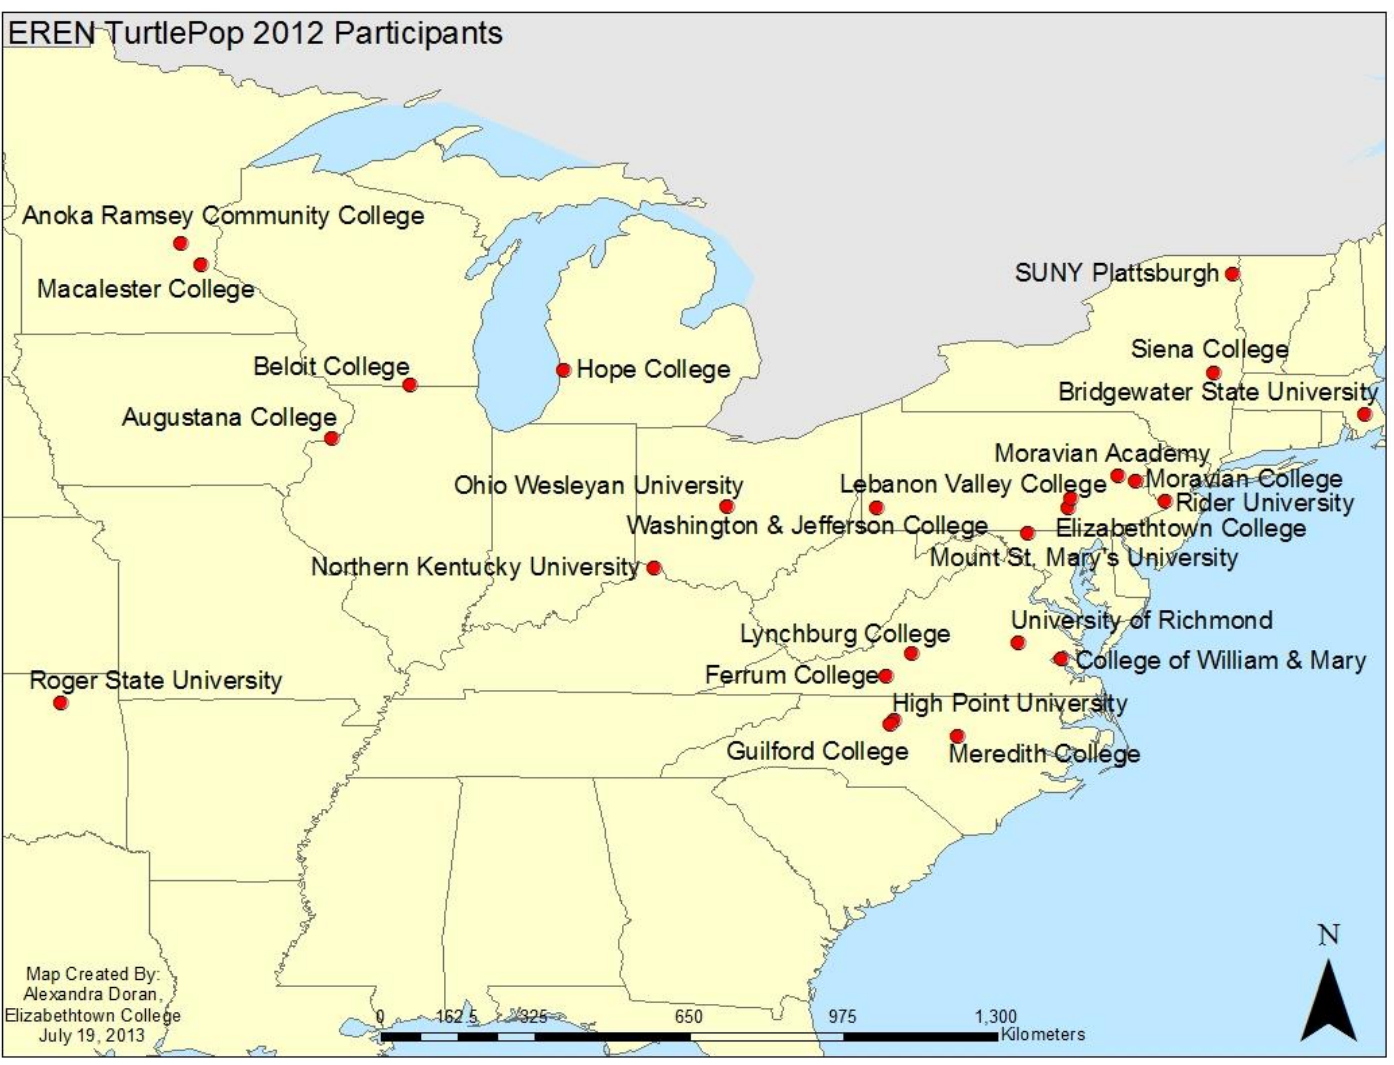 EREN TurtlePop 2012 Participants
Anoka Ramsey Community College
Macalester College
SUNY Plattsburgh
Siena College
Beloit College
Hope College
Bridgewater State University
Augustana College
Moravian Academy
Moravian College
Ohio Wesleyan University
Lebanon Valley College
Rider University
Washington & Jefferson College
Elizabethtown College
Mount St. Mary's University
Northern Kentucky University
University of Richmond
Lynchburg College
College of William & Mary
Ferrum College
Roger State University
High Point University
Guilford College
Meredith College
N
Map Created By:
Alexandra Doran,
Elizabethtown College
July 19, 2013
0 162.5 325 650 975 1,300
Kilometers